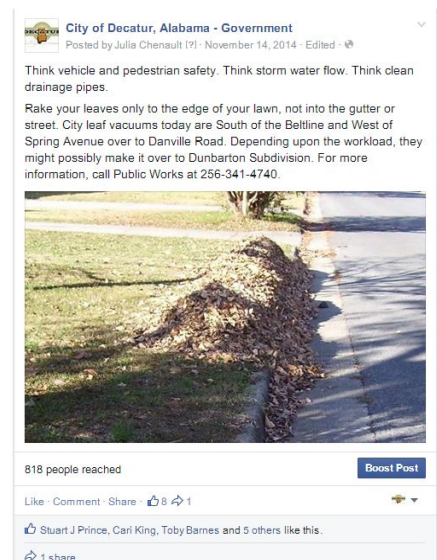 City of Decatur, Alabama - Government
Posted by Julia Chenault [?] · November 14, 2014 · Edited ·
Think vehicle and pedestrian safety. Think storm water flow. Think clean
drainage pipes.
Rake your leaves only to the edge of your lawn, not into the gutter or
street. City leaf vacuums today are South of the Beltline and West of
Spring Avenue over to Danville Road. Depending upon the workload, they
might possibly make it over to Dunbarton Subdivision. For more
information, call Public Works at 256-341-4740.
818 people reached
Boost Post
Like · Comment · Share · 8 1
Stuart J Prince, Cari King, Toby Barnes and 5 others like this.
1 share